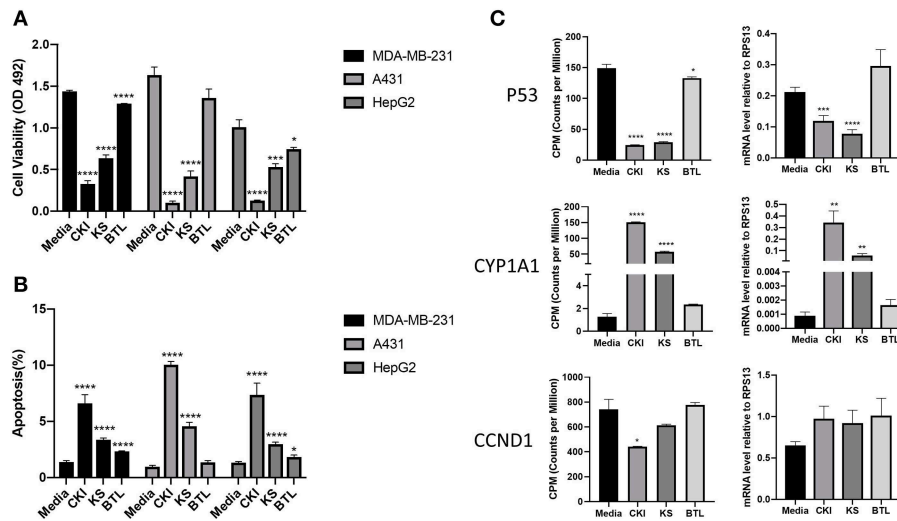 A
Cell Viability (OD 492)
2.0
1.5
1.0
0.5
0.0
**** **** ****
**** ****
**** *** *
Media CKI KS BTL Media CKI KS BTL Media CKI KS BTL
MDA-MB-231
A431
HepG2
B
Apoptosis(%)
15
10
5
0
**** **** ****
**** ****
**** **** *
Media CKI KS BTL Media CKI KS BTL Media CKI KS BTL
MDA-MB-231
A431
HepG2
C
P53
CPM (Counts per Million)
200
150
100
50
0
**** **** *
Media CKI KS BTL
mRNA level relative to RPS13
0.4
0.3
0.2
0.1
0.0
*** ****
Media CKI KS BTL
CYP1A1
CPM (Counts per Million)
200
150
100
50
6
4
2
0
**** ****
Media CKI KS BTL
mRNA level relative to RPS13
0.5
0.4
0.3
0.2
0.1
0.004
0.003
0.002
0.001
0.000
** **
Media CKI KS BTL
CCND1
CPM (Counts per Million)
1000
800
600
400
200
0
*
Media CKI KS BTL
mRNA level relative to RPS13
1.5
1.0
0.5
0.0
Media CKI KS BTL